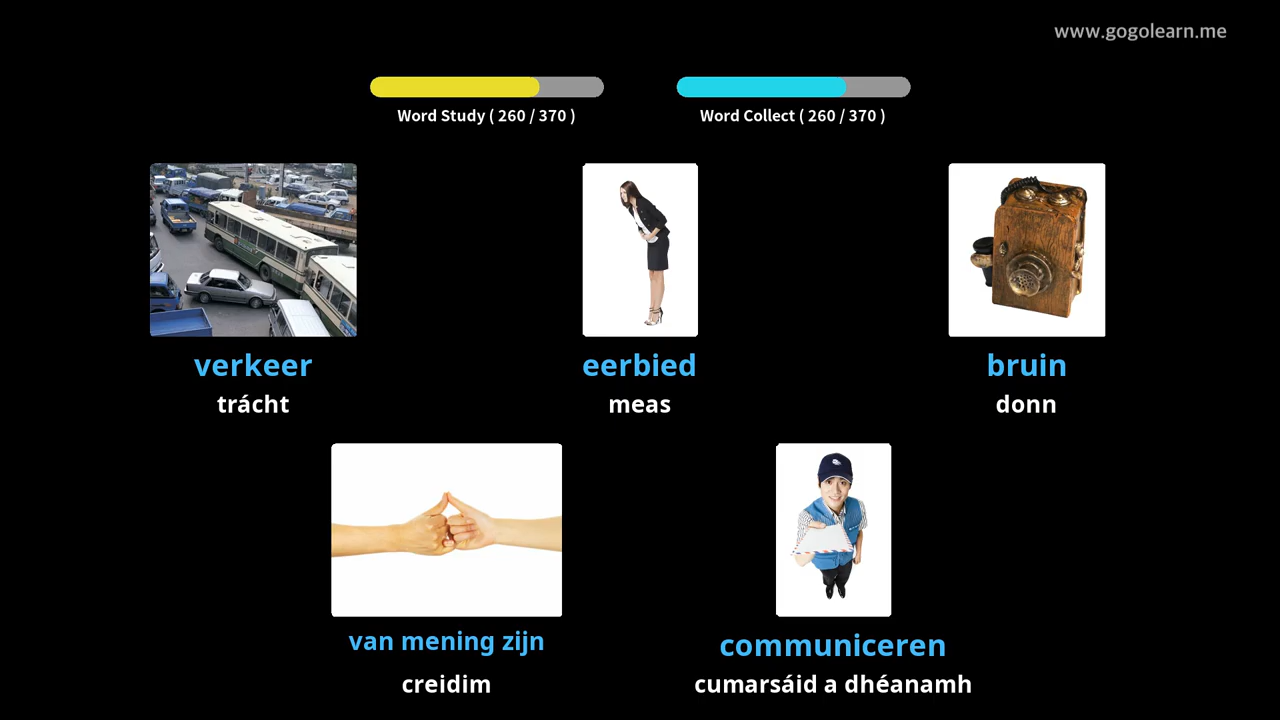 www.gogolearn.me
Word Study ( 260 / 370 )
Word Collect ( 260 / 370 )
verkeer
trácht
eerbied
meas
bruin
donn
van mening zijn
creidim
communiceren
cumarsáid a dhéanamh